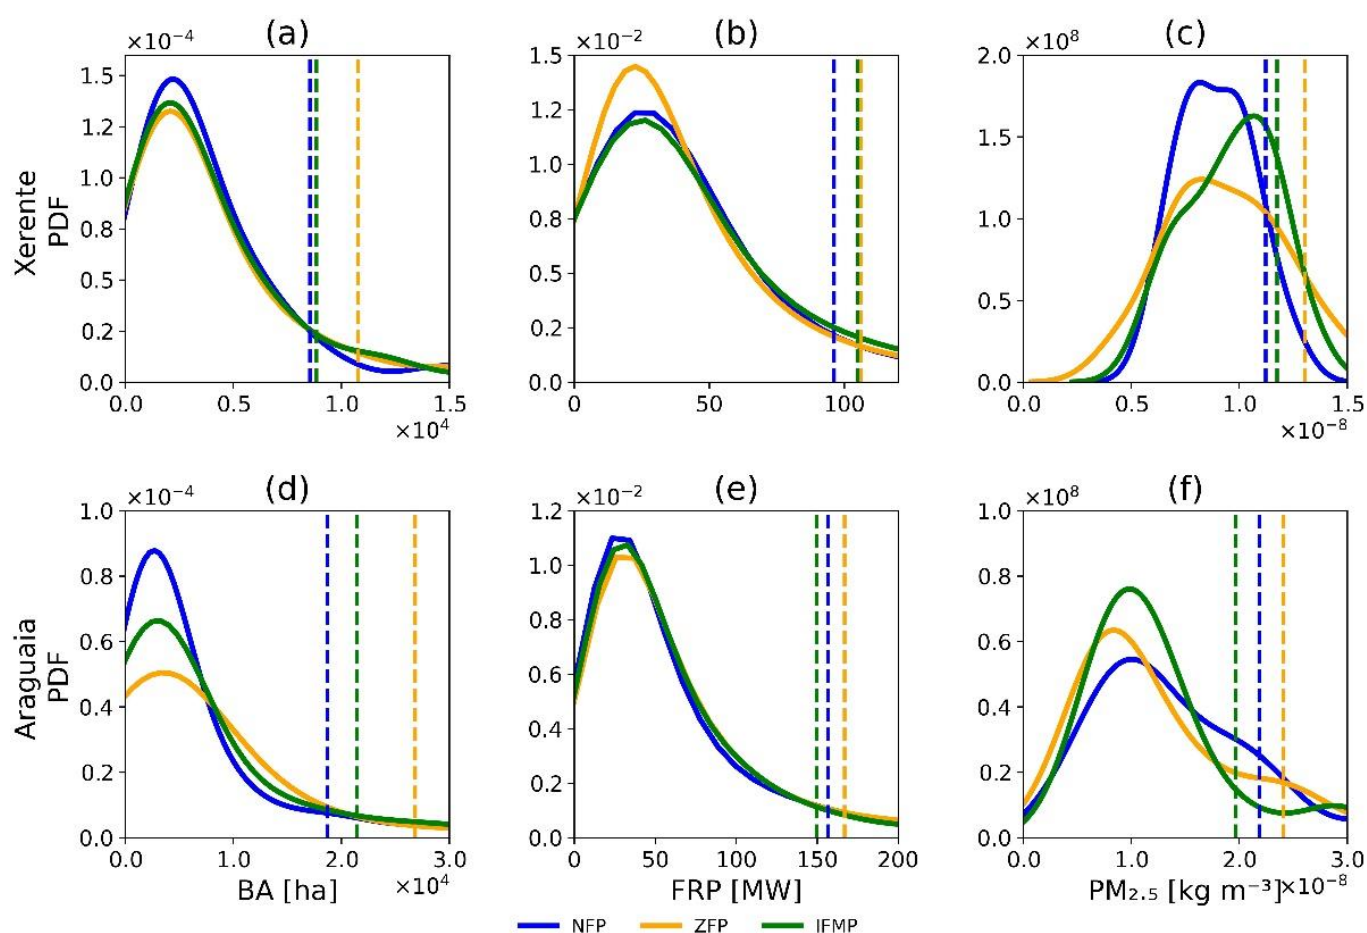 (a) (b) (c)
×10⁻⁴ ×10⁻² ×10⁸
Xerente
PDF
1.5
1.2
1.0
0.8
0.5
0.2
0.0
0.0 0.5 1.0 1.5
×10⁴
1.5
1.2
1.0
0.8
0.5
0.2
0.0
0 50 100
2.0
1.5
1.0
0.5
0.0
0.0 0.5 1.0 1.5
×10⁻⁸
(d) (e) (f)
×10⁻⁴ ×10⁻² ×10⁸
Araguaia
PDF
1.0
0.8
0.6
0.4
0.2
0.0
0.0 1.0 2.0 3.0
BA [ha] ×10⁴
1.2
1.0
0.8
0.6
0.4
0.2
0.0
0 50 100 150 200
FRP [MW]
1.0
0.8
0.6
0.4
0.2
0.0
0.0 1.0 2.0 3.0
PM₂.₅ [kg m⁻³] ×10⁻⁸
NFP ZFP IFMP